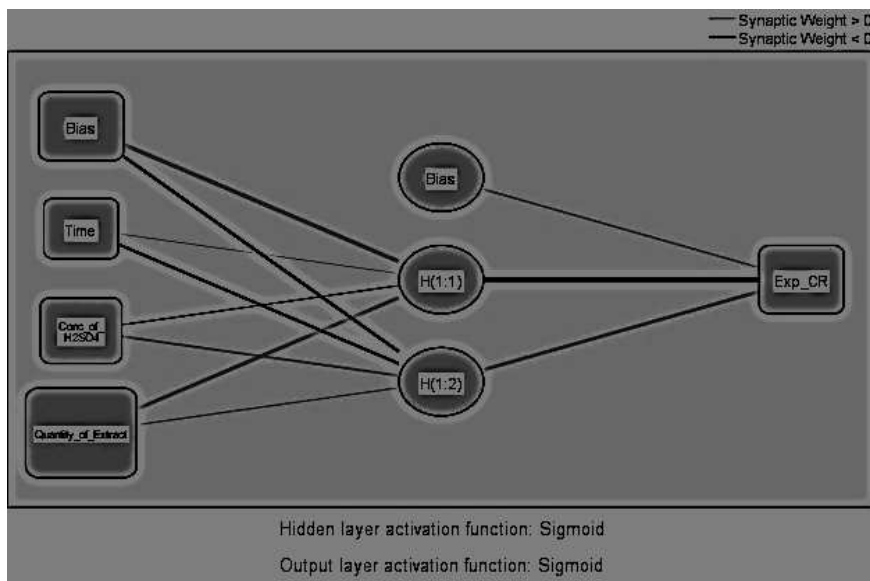 Synaptic Weight > 0
Synaptic Weight < 0
Bias
Time
Conc_of_
H2SO4
Quantity_of_Extract
Bias
H(1:1)
H(1:2)
Exp_CR
Hidden layer activation function: Sigmoid
Output layer activation function: Sigmoid